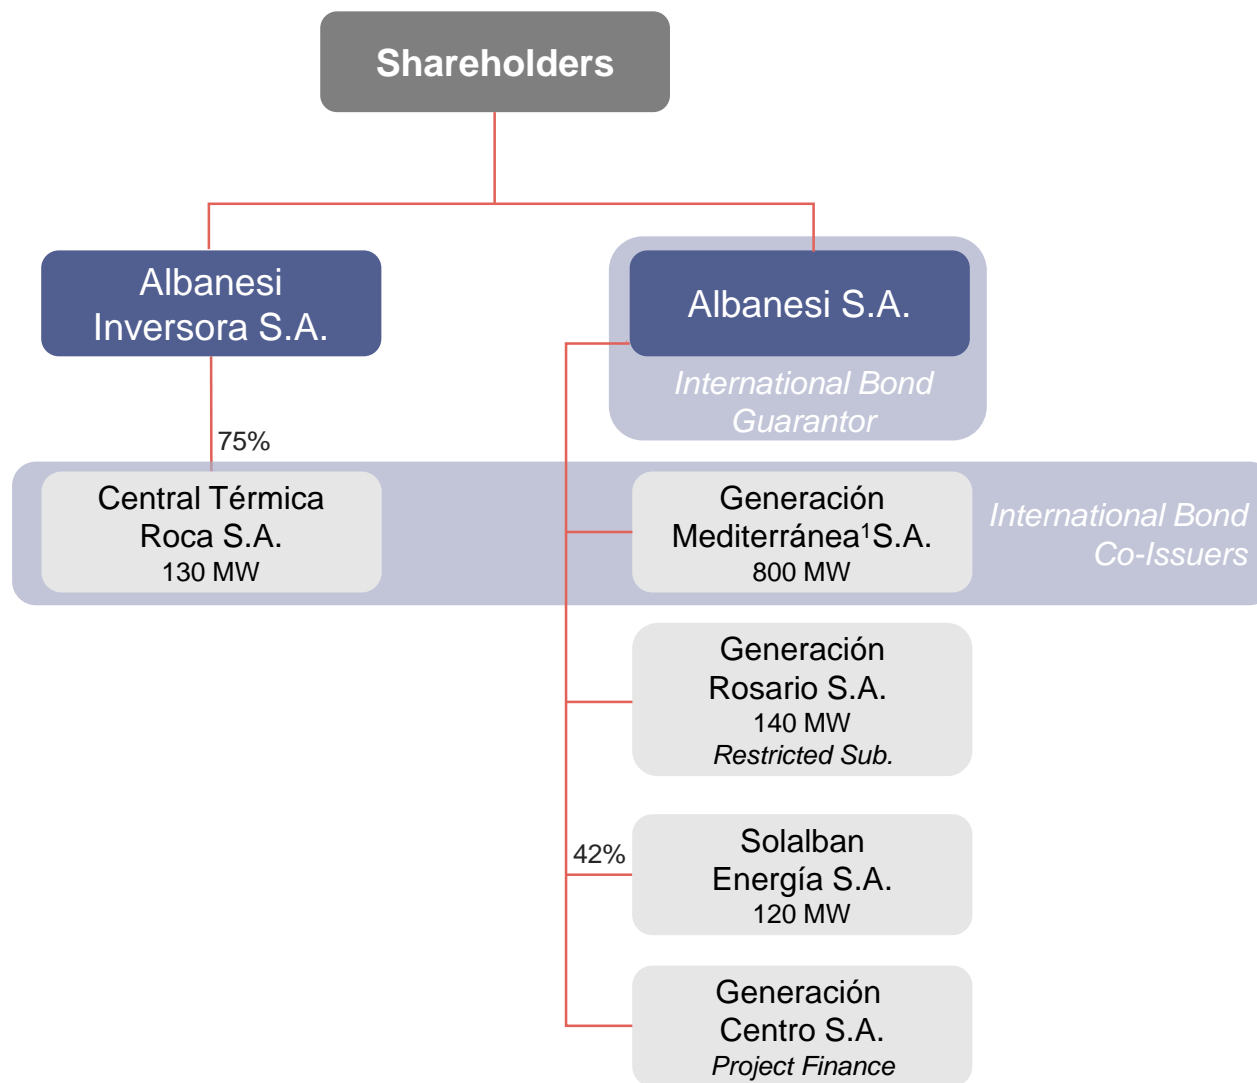 Shareholders
Albanesi
Inversora S.A.
Albanesi S.A.
International Bond
Guarantor
75%
Central Térmica
Roca S.A.
130 MW
Generación
Mediterránea¹S.A.
800 MW
International Bond
Co-Issuers
Generación
Rosario S.A.
140 MW
Restricted Sub.
42%
Solalban
Energía S.A.
120 MW
Generación
Centro S.A.
Project Finance